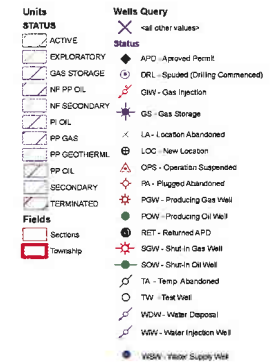 Units
STATUS
ACTIVE
EXPLORATORY
GAS STORAGE
NF PP OIL
NF SECONDARY
PI OIL
PP GAS
PP GEOTHERML
PP OIL
SECONDARY
TERMINATED
Fields
Sections
Township
Wells Query
<all other values>
Status
APD - Aproved Permit
DRL - Spuded (Drilling Commenced)
GIW - Gas Injection
GS - Gas Storage
LA - Location Abandoned
LOC - New Location
OPS - Operation Suspended
PA - Plugged Abandoned
PGW - Producing Gas Well
POW - Producing Oil Well
RET - Returned APD
SGW - Shut-in Gas Well
SOW - Shut-in Oil Well
TA - Temp. Abandoned
TW - Test Well
WDW - Water Disposal
WIW - Water Injection Well
WSW - Water Supply Well